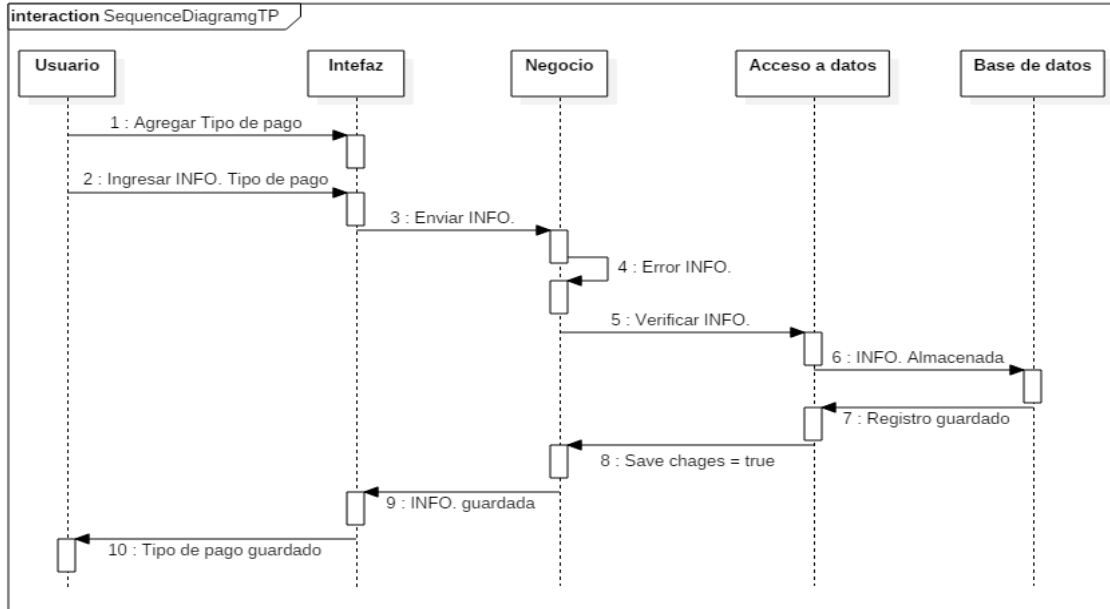 interaction SequenceDiagramgTP
Usuario
Intefaz
Negocio
Acceso a datos
Base de datos
1 : Agregar Tipo de pago
2 : Ingresar INFO. Tipo de pago
3 : Enviar INFO.
4 : Error INFO.
5 : Verificar INFO.
6 : INFO. Almacenada
7 : Registro guardado
8 : Save chages = true
9 : INFO. guardada
10 : Tipo de pago guardado